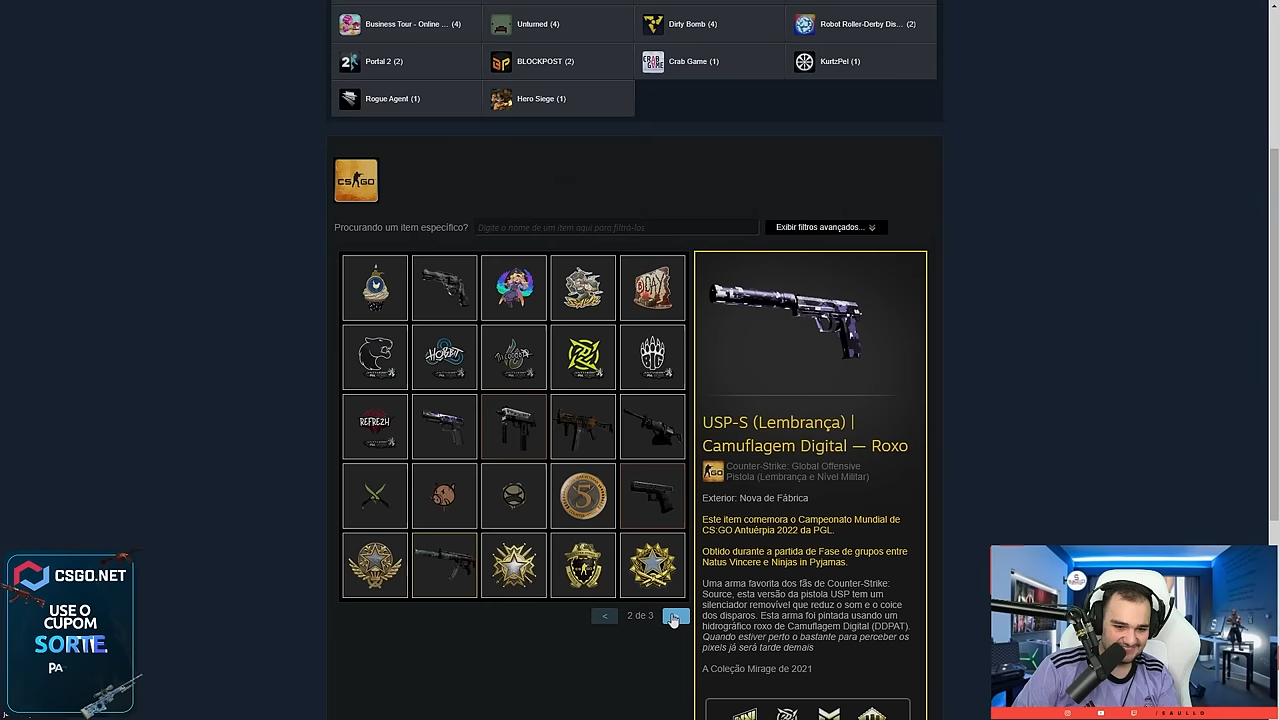 Business Tour - Online ... (4)
Unturned (4)
Dirty Bomb (4)
Robot Roller-Derby Dis... (2)
Portal 2 (2)
BLOCKPOST (2)
Crab Game (1)
KurtzPel (1)
Rogue Agent (1)
Hero Siege (1)
CS GO
Procurando um item específico?
Digite o nome de um item aqui para filtrá-los
Exibir filtros avançados...
USP-S (Lembrança) |
Camuflagem Digital — Roxo
Counter-Strike: Global Offensive
Pistola (Lembrança e Nível Militar)
Exterior: Nova de Fábrica
Este item comemora o Campeonato Mundial de
CS:GO Antuérpia 2022 da PGL.
Obtido durante a partida de Fase de grupos entre
Natus Vincere e Ninjas in Pyjamas.
Uma arma favorita dos fãs de Counter-Strike:
Source, esta versão da pistola USP tem um
silenciador removível que reduz o som e o coice
dos disparos. Esta arma foi pintada usando um
hidrográfico roxo de Camuflagem Digital (DDPAT).
Quando estiver perto o bastante para perceber os
pixels já será tarde demais
A Coleção Mirage de 2021
REFREZH
5
< 2 de 3
CSGO.NET
USE O
CUPOM
SORTE
PA
/SAULLO